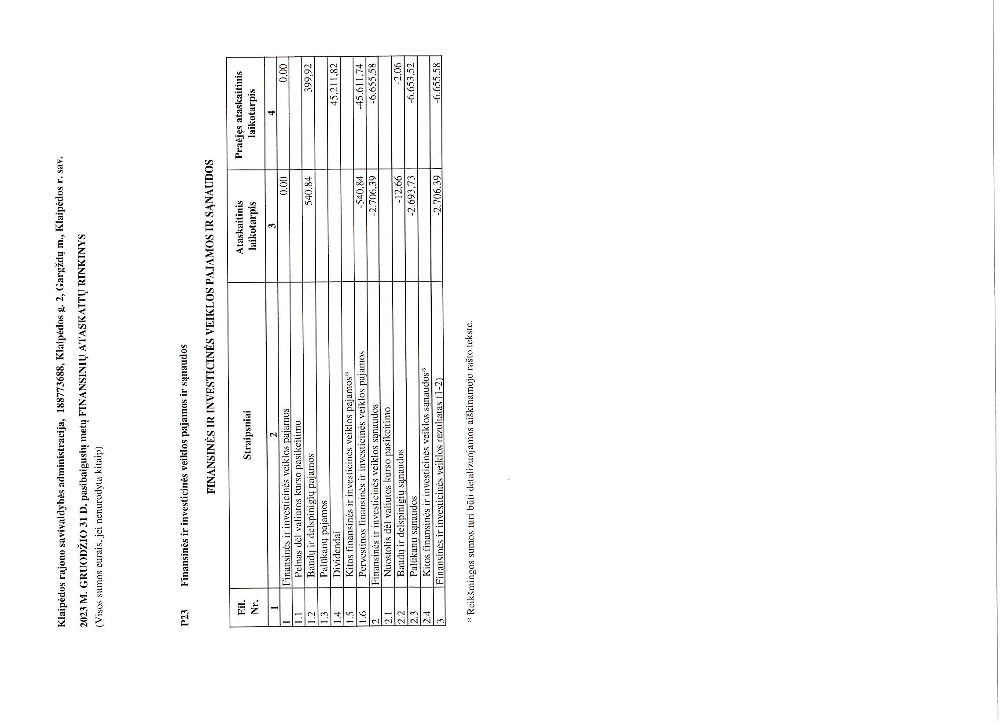 Klaipėdos rajono savivaldybės administracija, 188773688, Klaipėdos g. 2, Gargždų m., Klaipėdos r. sav.
2023 M. GRUODŽIO 31 D. pasibaigusių metų FINANSINIŲ ATASKAITŲ RINKINYS
(Visos sumos eurais, jei nenurodyta kitaip)
P23 Finansinės ir investicinės veiklos pajamos ir sąnaudos
FINANSINĖS IR INVESTICINĖS VEIKLOS PAJAMOS IR SĄNAUDOS
Eil. Nr. Straipsniai Ataskaitinis laikotarpis Praėjęs ataskaitinis laikotarpis
1 2 3 4
1 Finansinės ir investicinės veiklos pajamos 0,00 0,00
1.1 Pelnas dėl valiutos kurso pasikeitimo
1.2 Baudų ir delspinigių pajamos 540,84 399,92
1.3 Palūkanų pajamos
1.4 Dividendai 45.211,82
1.5 Kitos finansinės ir investicinės veiklos pajamos*
1.6 Pervestinos finansinės ir investicinės veiklos pajamos -540,84 -45.611,74
2 Finansinės ir investicinės veiklos sąnaudos -2.706,39 -6.655,58
2.1 Nuostolis dėl valiutos kurso pasikeitimo
2.2 Baudų ir delspinigių sąnaudos -12,66 -2,06
2.3 Palūkanų sąnaudos -2.693,73 -6.653,52
2.4 Kitos finansinės ir investicinės veiklos sąnaudos*
3 Finansinės ir investicinės veiklos rezultatas (1-2) -2.706,39 -6.655,58
* Reikšmingos sumos turi būti detalizuojamos aiškinamojo rašto tekste.